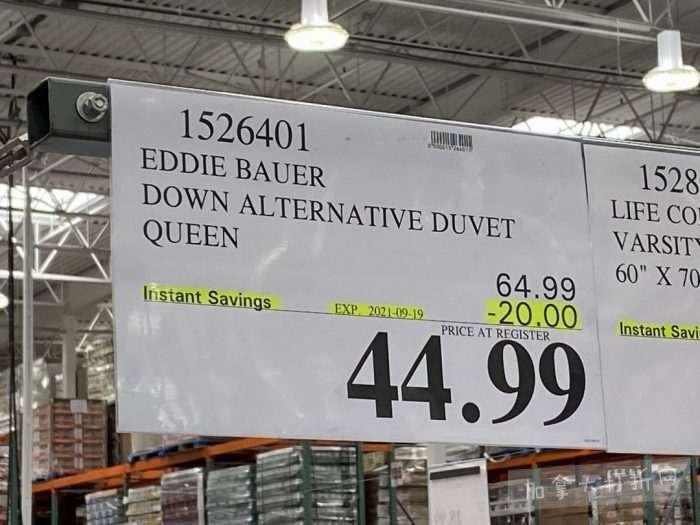 1526401
EDDIE BAUER
DOWN ALTERNATIVE DUVET
QUEEN
64.99
Instant Savings EXP. 2021-09-19 -20.00
PRICE AT REGISTER
44.99
1528
LIFE CO
VARSITY
60" X 70
Instant Savi